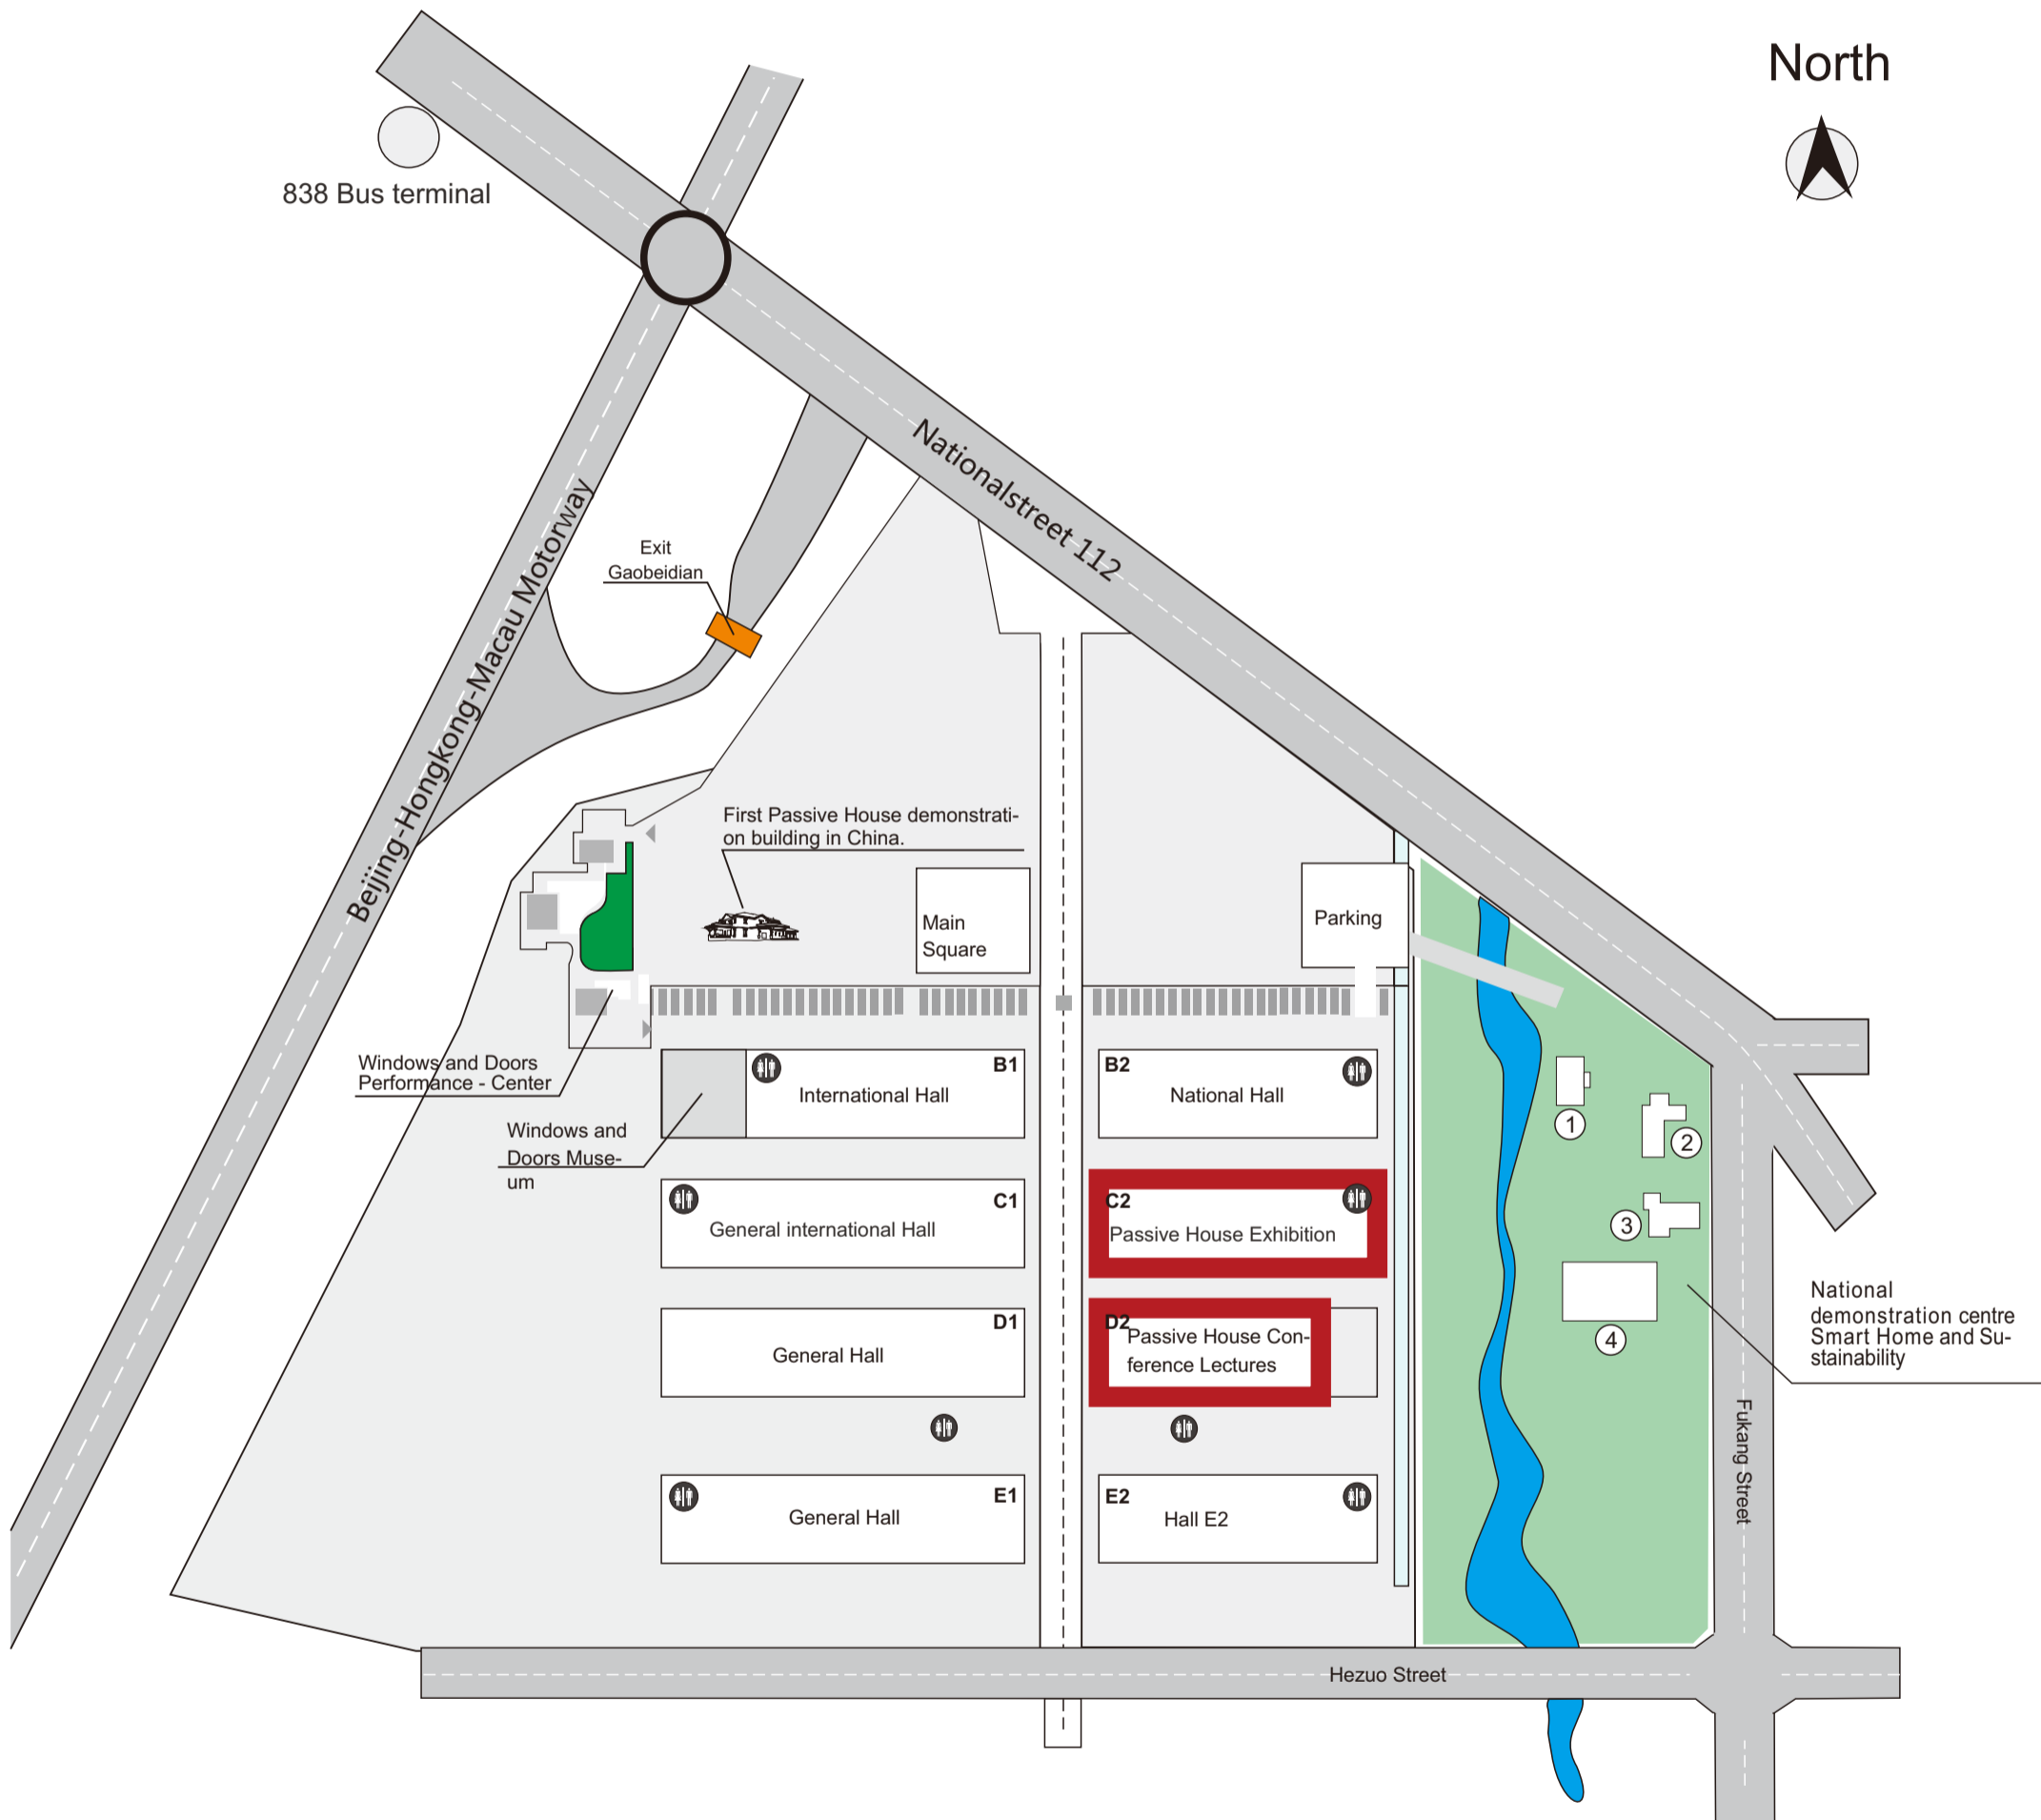 North
838 Bus terminal
Nationalstreet 112
Beijing-Hongkong-Macau Motorway
Exit
Gaobeidian
First Passive House demonstrati-
on building in China.
Main
Square
Parking
Windows and Doors
Performance - Center
Windows and
Doors Muse-
um
B1
International Hall
B2
National Hall
C1
General international Hall
C2
Passive House Exhibition
D1
General Hall
D2
Passive House Con-
ference Lectures
E1
General Hall
E2
Hall E2
1
2
3
4
National
demonstration centre
Smart Home and Su-
stainability
Fukang Street
Hezuo Street